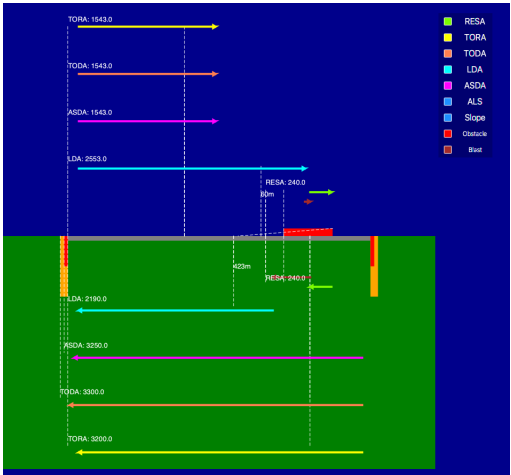 TORA: 1543.0
TODA: 1543.0
ASDA: 1543.0
LDA: 2553.0
RESA: 240.0
60m
423m
RESA: 240.0
LDA: 2190.0
ASDA: 3250.0
TODA: 3300.0
TORA: 3200.0
RESA
TORA
TODA
LDA
ASDA
ALS
Slope
Obstacle
Blast